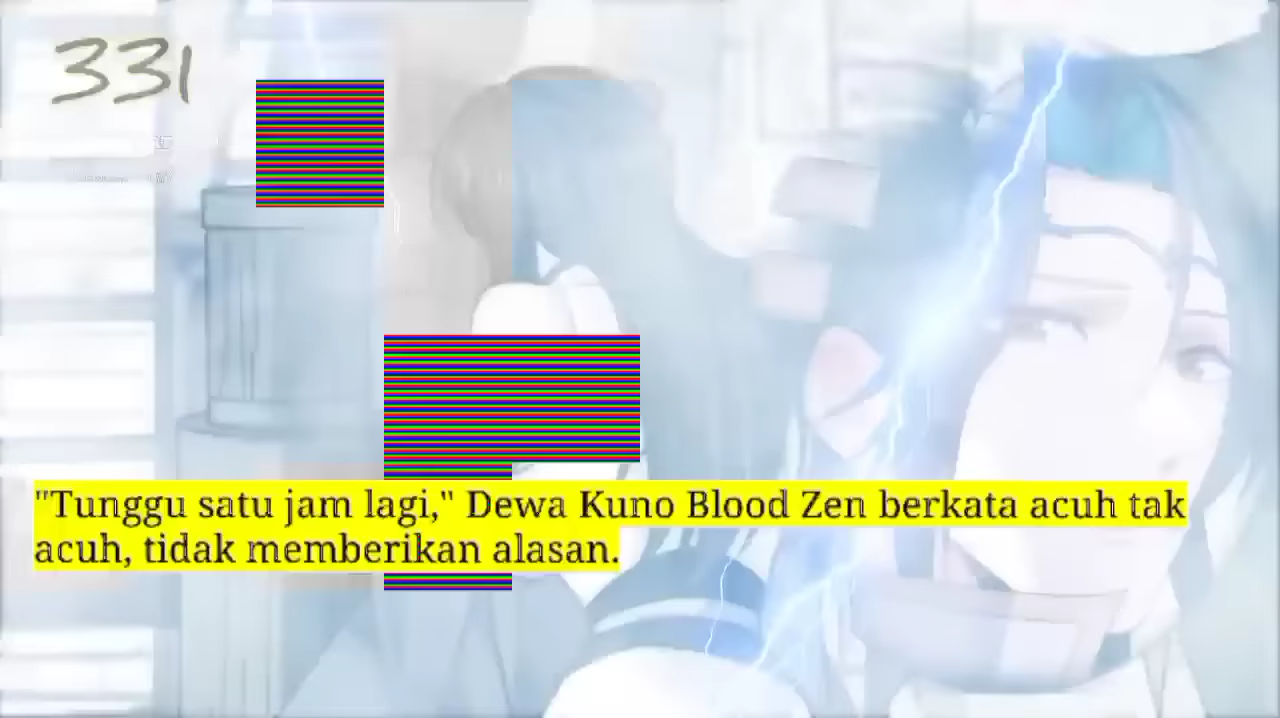 331
"Tunggu satu jam lagi," Dewa Kuno Blood Zen berkata acuh tak
acuh, tidak memberikan alasan.